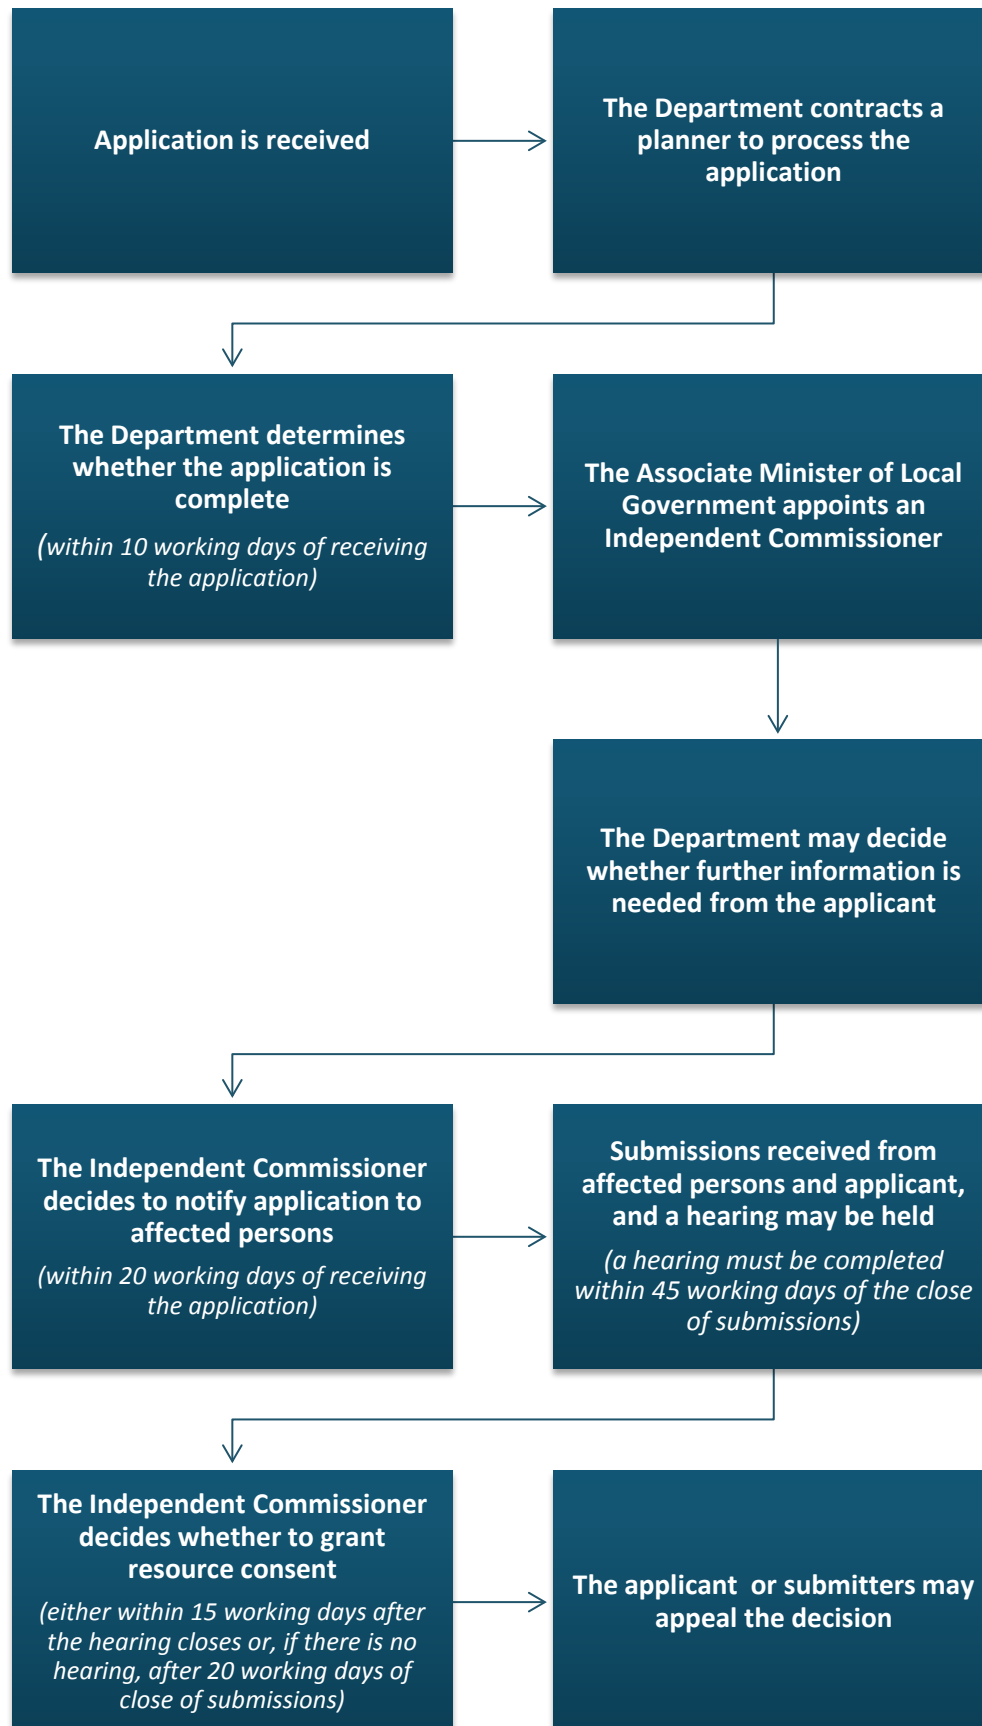 Application is received
The Department contracts a
planner to process the
application
The Department determines
whether the application is
complete
(within 10 working days of receiving
the application)
The Associate Minister of Local
Government appoints an
Independent Commissioner
The Department may decide
whether further information is
needed from the applicant
The Independent Commissioner
decides to notify application to
affected persons
(within 20 working days of receiving
the application)
Submissions received from
affected persons and applicant,
and a hearing may be held
(a hearing must be completed
within 45 working days of the close
of submissions)
The Independent Commissioner
decides whether to grant
resource consent
(either within 15 working days after
the hearing closes or, if there is no
hearing, after 20 working days of
close of submissions)
The applicant  or submitters may
appeal the decision